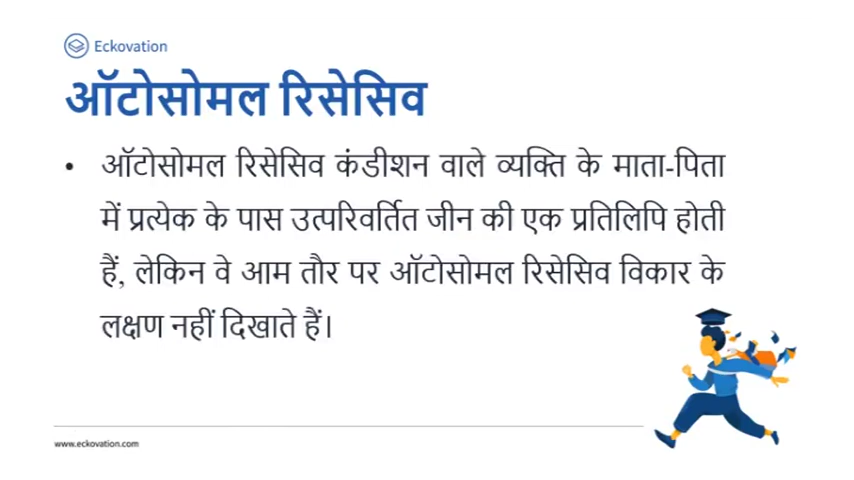 Eckovation
ऑटोसोमल रिसेसिव
• ऑटोसोमल रिसेसिव कंडीशन वाले व्यक्ति के माता-पिता
में प्रत्येक के पास उत्परिवर्तित जीन की एक प्रतिलिपि होती
हैं, लेकिन वे आम तौर पर ऑटोसोमल रिसेसिव विकार के
लक्षण नहीं दिखाते हैं।
www.eckovation.com